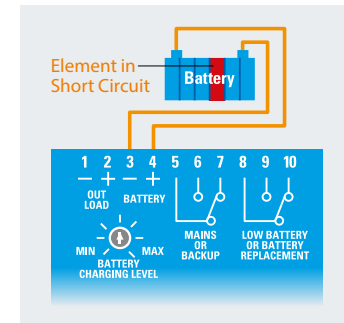 Element in
Short Circuit
Battery
1 2 3 4 5 6 7 8 9 10
– + – +
OUT
LOAD
BATTERY
MAINS
OR
BACKUP
LOW BATTERY
OR BATTERY
REPLACEMENT
MIN MAX
BATTERY
CHARGING LEVEL